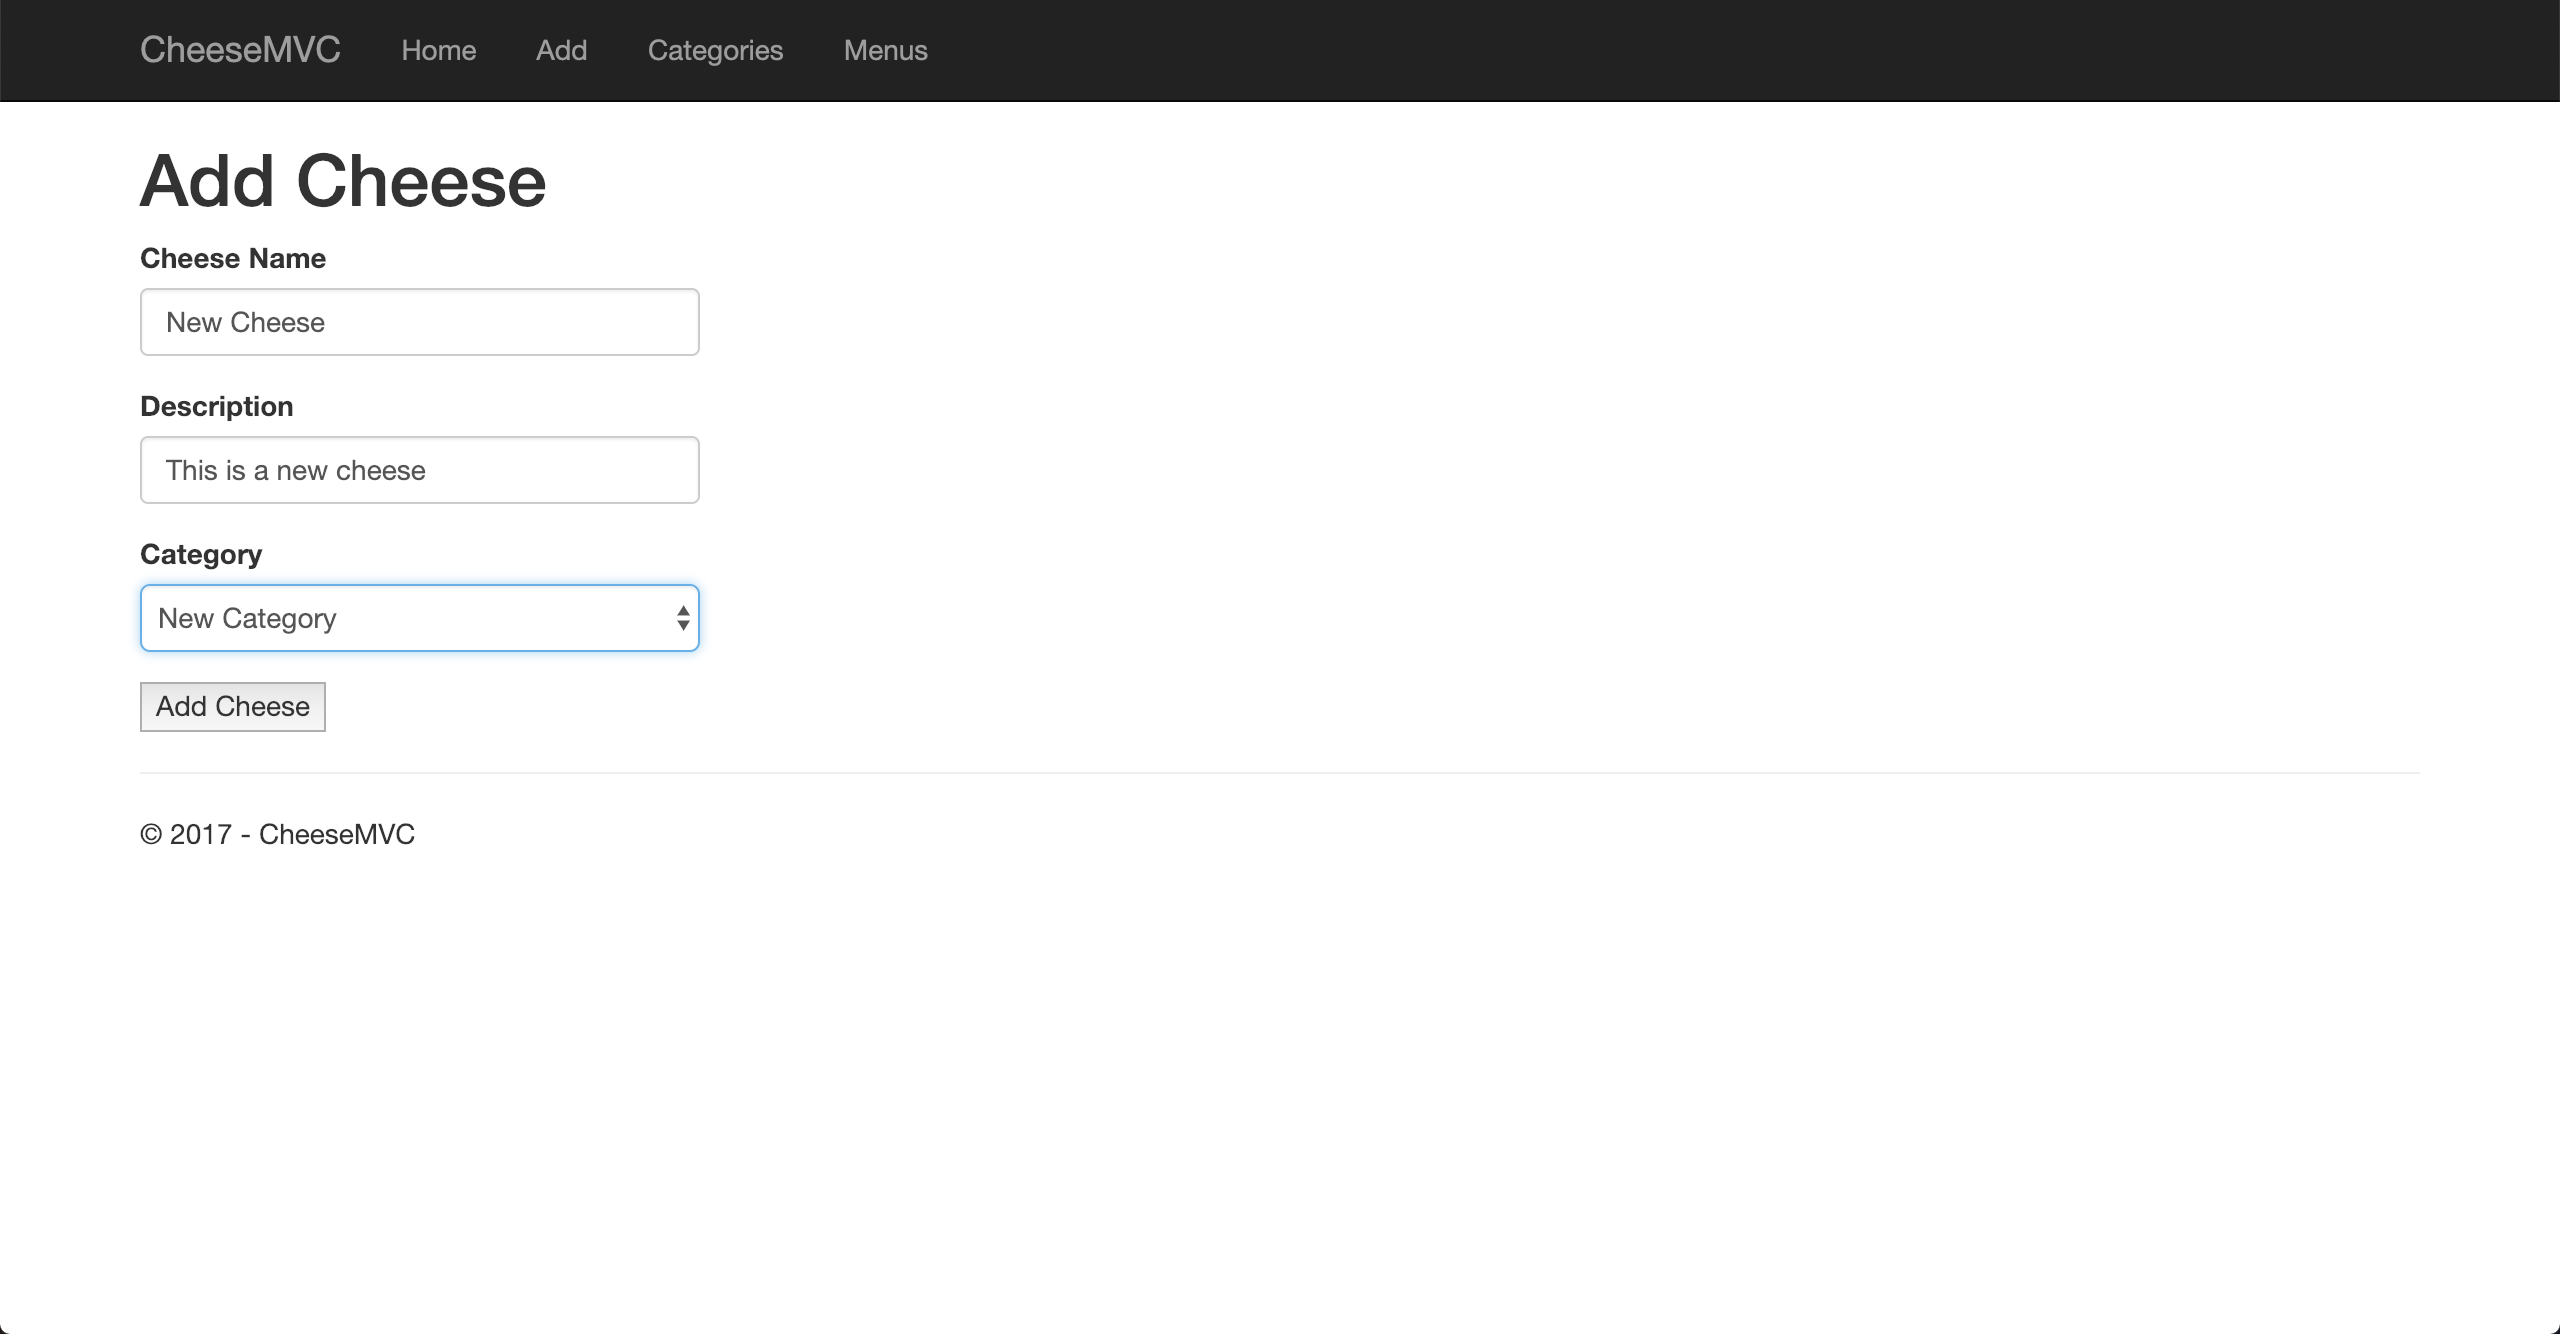 CheeseMVC Home Add Categories Menus
Add Cheese
Cheese Name
New Cheese
Description
This is a new cheese
Category
New Category
Add Cheese
© 2017 - CheeseMVC